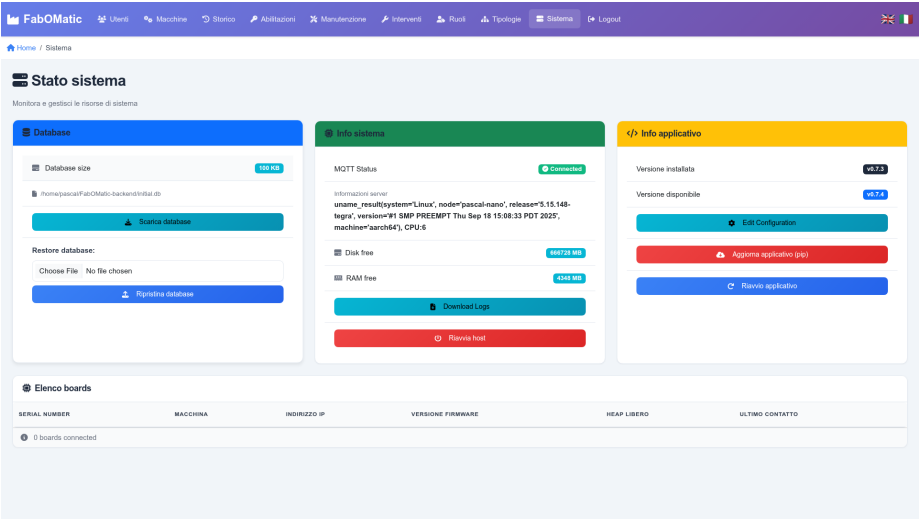 FabOMatic Utenti Macchine Storico Abilitazioni Manutenzione Interventi Ruoli Tipologie Sistema Logout
Home / Sistema
Stato sistema
Monitora e gestisci le risorse di sistema
Database
Database size 100 KB
/home/pascal/FabOMatic-backend/initial.db
Scarica database
Restore database:
Choose File No file chosen
Ripristina database
Info sistema
MQTT Status Connected
Informazioni server
uname_result(system='Linux', node='pascal-nano', release='5.15.148-
tegra', version='#1 SMP PREEMPT Thu Sep 18 15:08:33 PDT 2025',
machine='aarch64'), CPU:6
Disk free 666728 MB
RAM free 4348 MB
Download Logs
Riavvia host
Info applicativo
Versione installata v0.7.3
Versione disponibile v0.7.4
Edit Configuration
Aggiorna applicativo (pip)
Riavvio applicativo
Elenco boards
SERIAL NUMBER MACCHINA INDIRIZZO IP VERSIONE FIRMWARE HEAP LIBERO ULTIMO CONTATTO
0 boards connected